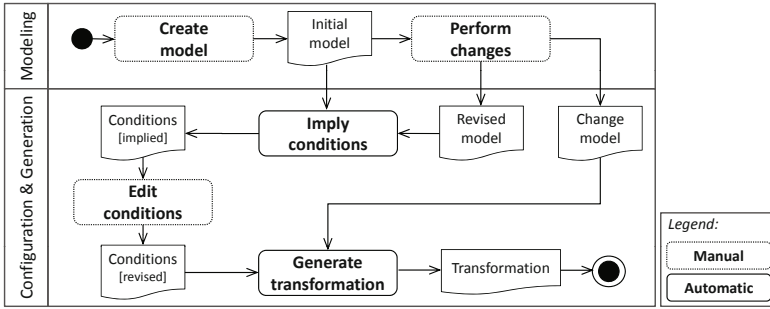 Modeling
Create
model
Initial
model
Perform
changes
Configuration & Generation
Conditions
[implied]
Imply
conditions
Revised
model
Change
model
Edit
conditions
Conditions
[revised]
Generate
transformation
Transformation
Legend:
Manual
Automatic